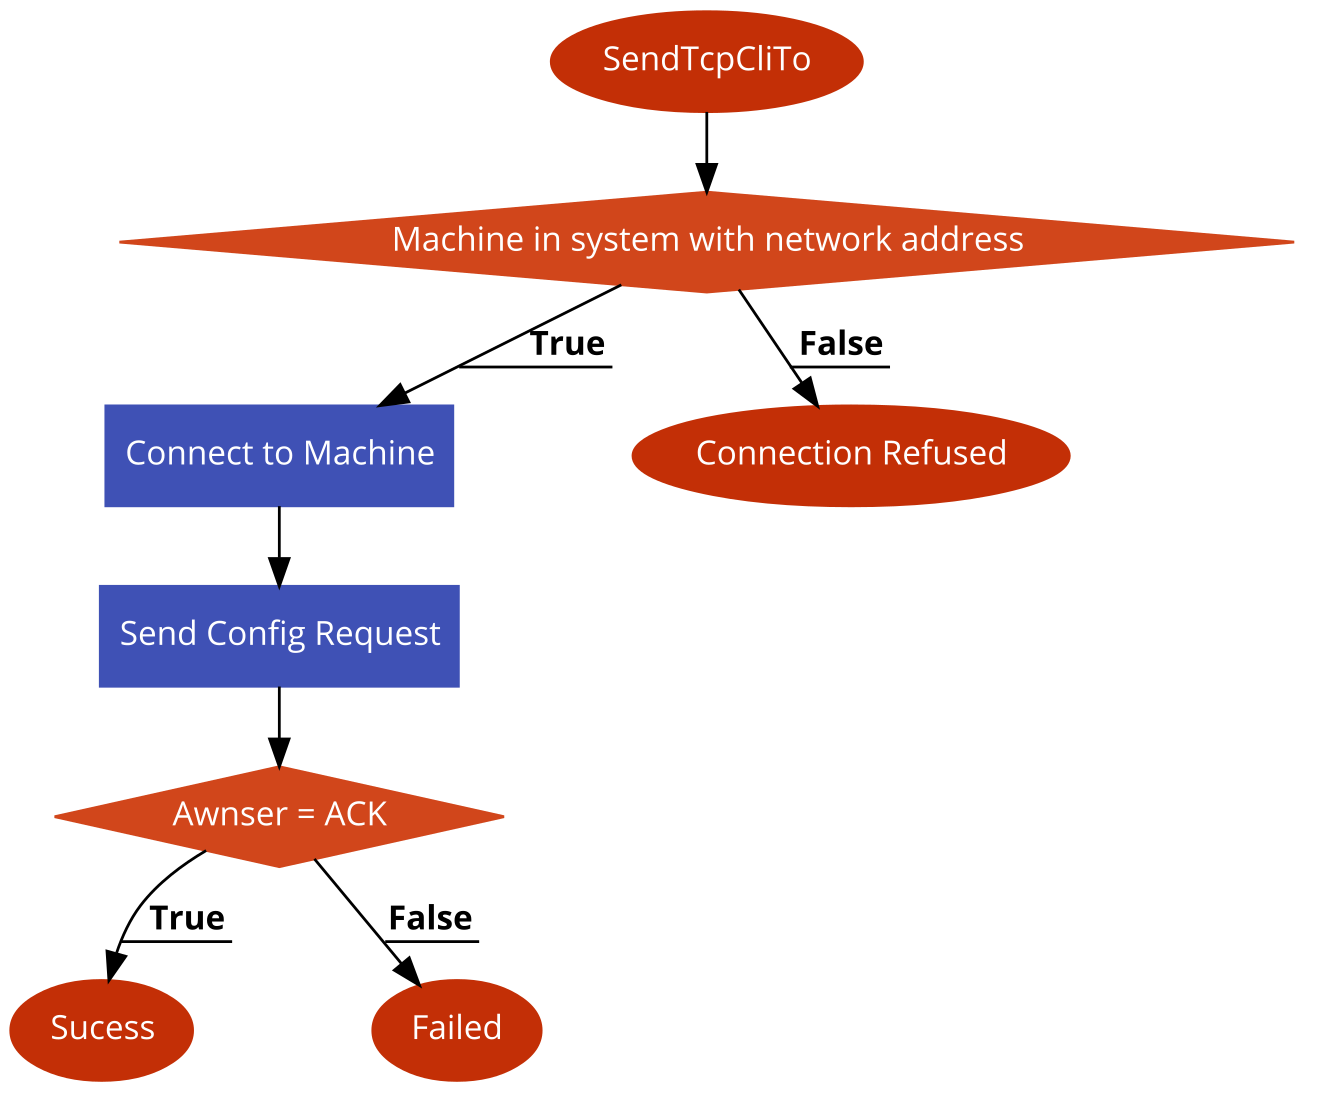 SendTcpCliTo
Machine in system with network address
True
False
Connect to Machine
Connection Refused
Send Config Request
Awnser = ACK
True
False
Sucess
Failed